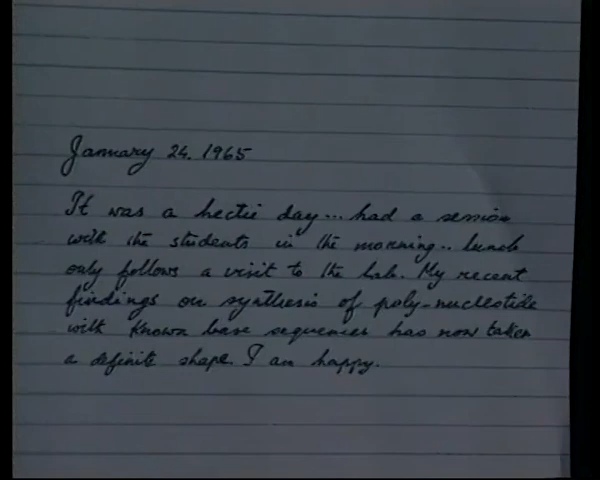 January 24. 1965
It was a hectic day... had a session
with the students in the morning.. lunch
only follows a visit to the lab. My recent
findings on synthesis of poly-nucleotide
with known base sequences has now taken
a definite shape. I am happy.